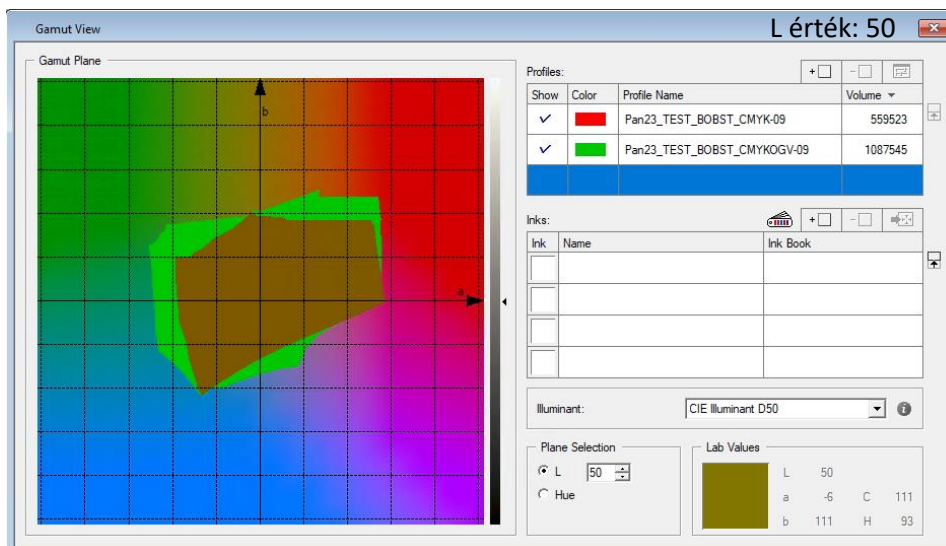 Gamut View
L érték: 50
Gamut Plane
b
a
Profiles:
Show Color Profile Name Volume
Pan23_TEST_BOBST_CMYK-09 559523
Pan23_TEST_BOBST_CMYKOGV-09 1087545
Inks:
Ink Name Ink Book
Illuminant: CIE Illuminant D50
Plane Selection
L 50
Hue
Lab Values
L 50
a -6 C 111
b 111 H 93